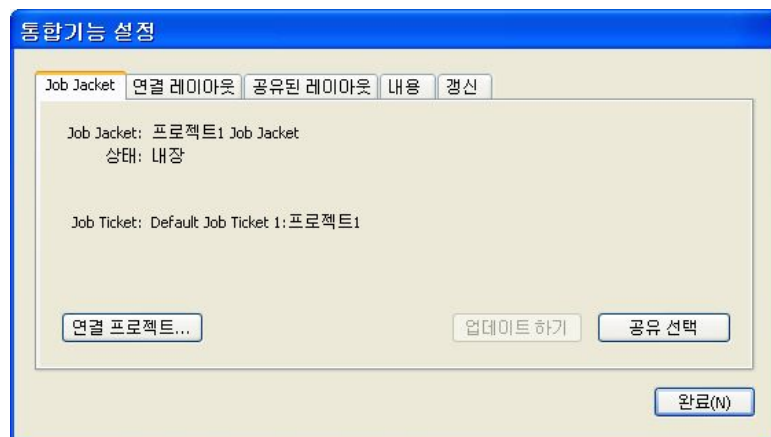 통합기능 설정
Job Jacket 연결 레이아웃 공유된 레이아웃 내용 갱신
Job Jacket: 프로젝트1 Job Jacket
상태: 내장
Job Ticket: Default Job Ticket 1:프로젝트1
연결 프로젝트... 업데이트 하기 공유 선택
완료(N)